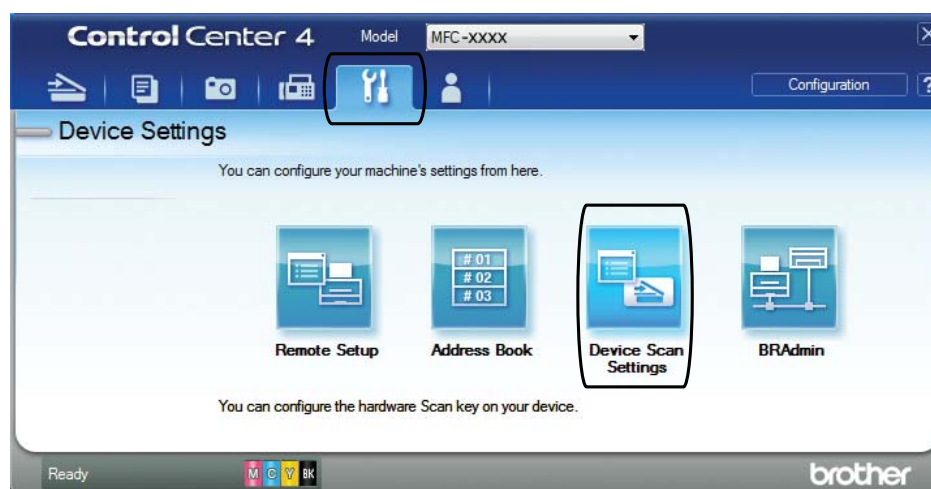 Control Center 4
Model
MFC-XXXX
Configuration
?
Device Settings
You can configure your machine's settings from here.
# 01
# 02
# 03
Remote Setup
Address Book
Device Scan
Settings
BRAdmin
You can configure the hardware Scan key on your device.
Ready
M C Y BK
brother